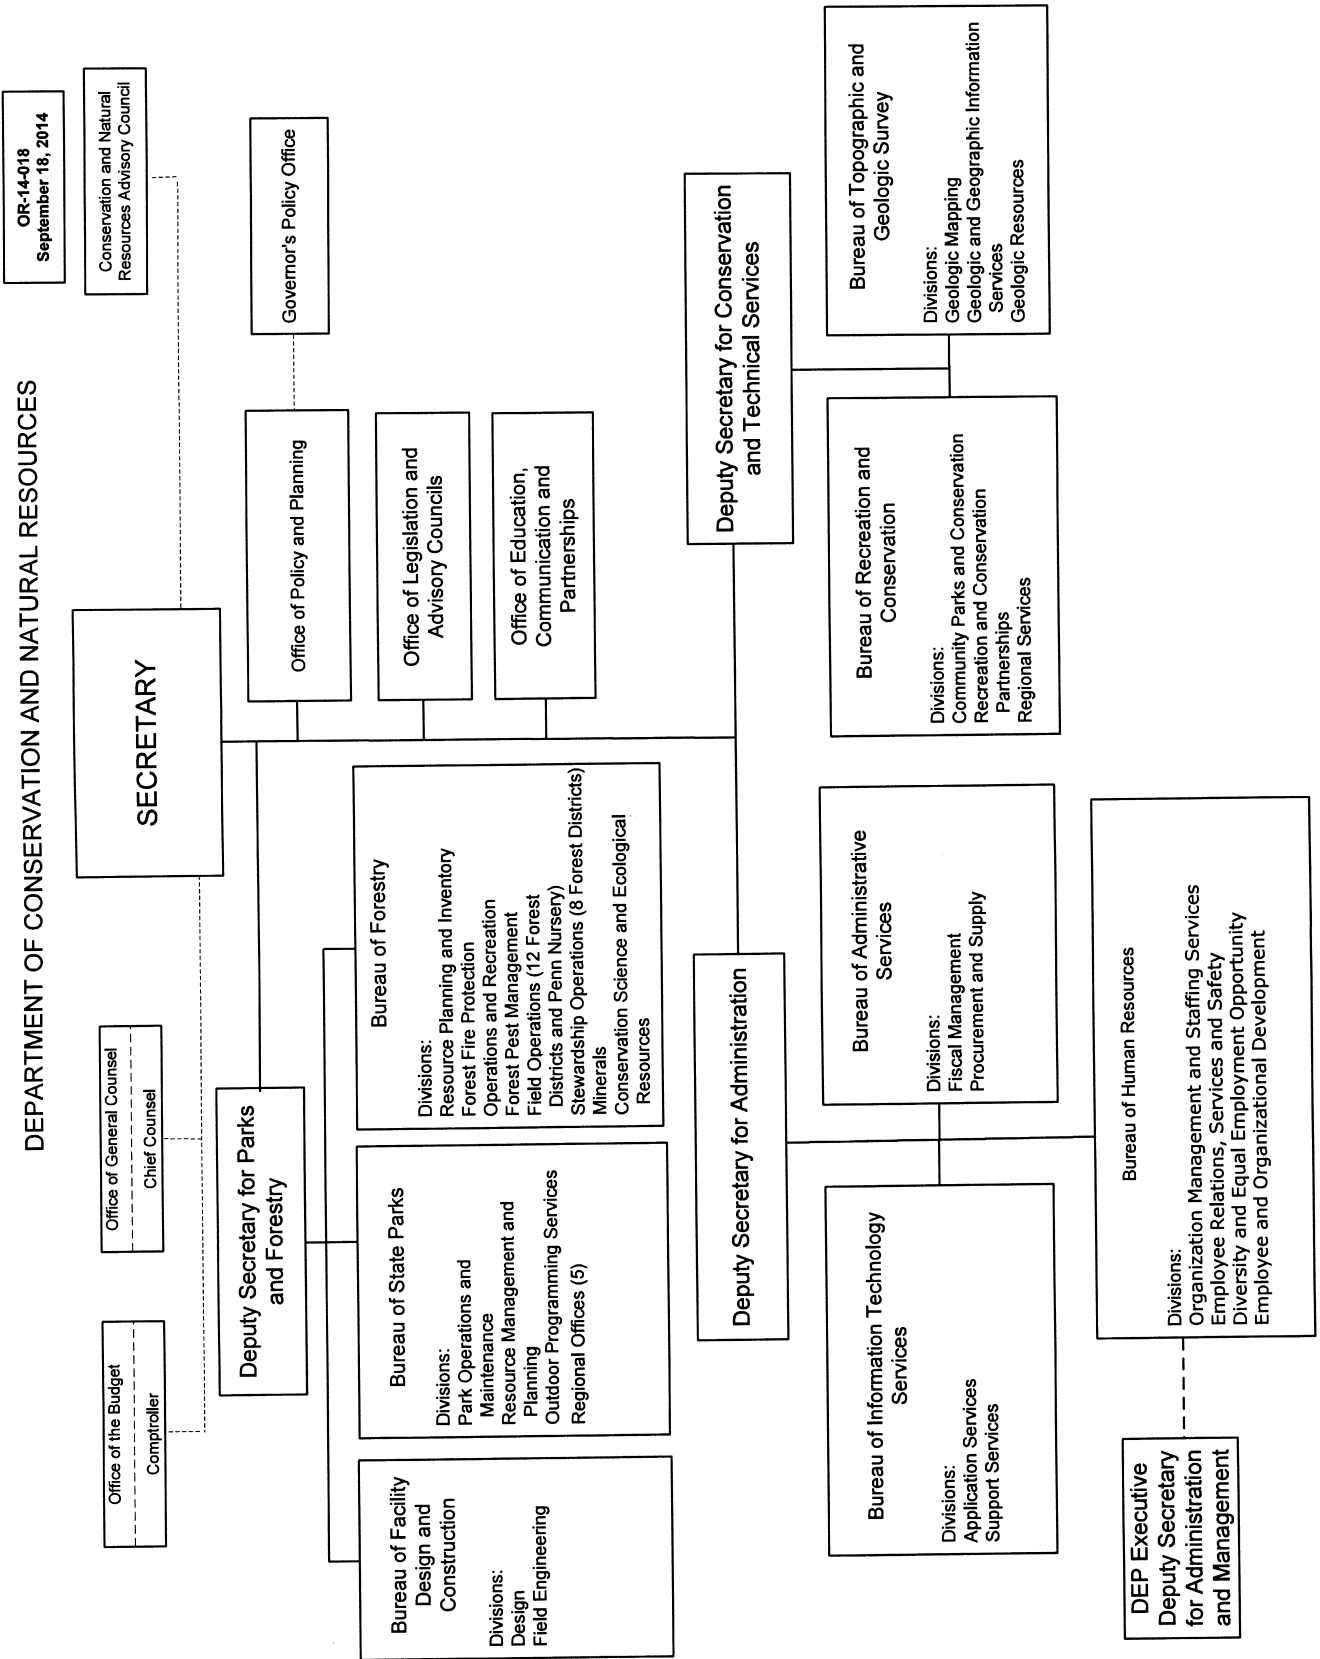 DEPARTMENT OF CONSERVATION AND NATURAL RESOURCES
OR-14-018
September 18, 2014
Conservation and Natural
Resources Advisory Council
SECRETARY
Office of the Budget
Comptroller
Office of General Counsel
Chief Counsel
Governor's Policy Office
Office of Policy and Planning
Office of Legislation and
Advisory Councils
Office of Education,
Communication and
Partnerships
Deputy Secretary for Parks
and Forestry
Bureau of Facility
Design and
Construction
Divisions:
Design
Field Engineering
Bureau of State Parks
Divisions:
Park Operations and
Maintenance
Resource Management and
Planning
Outdoor Programming Services
Regional Offices (5)
Bureau of Forestry
Divisions:
Resource Planning and Inventory
Forest Fire Protection
Operations and Recreation
Forest Pest Management
Field Operations (12 Forest
Districts and Penn Nursery)
Stewardship Operations (8 Forest Districts)
Minerals
Conservation Science and Ecological
Resources
Deputy Secretary for Administration
Deputy Secretary for Conservation
and Technical Services
Bureau of Information Technology
Services
Divisions:
Application Services
Support Services
Bureau of Administrative
Services
Divisions:
Fiscal Management
Procurement and Supply
Bureau of Recreation and
Conservation
Divisions:
Community Parks and Conservation
Recreation and Conservation
Partnerships
Regional Services
Bureau of Topographic and
Geologic Survey
Divisions:
Geologic Mapping
Geologic and Geographic Information
Services
Geologic Resources
DEP Executive
Deputy Secretary
for Administration
and Management
Bureau of Human Resources
Divisions:
Organization Management and Staffing Services
Employee Relations, Services and Safety
Diversity and Equal Employment Opportunity
Employee and Organizational Development